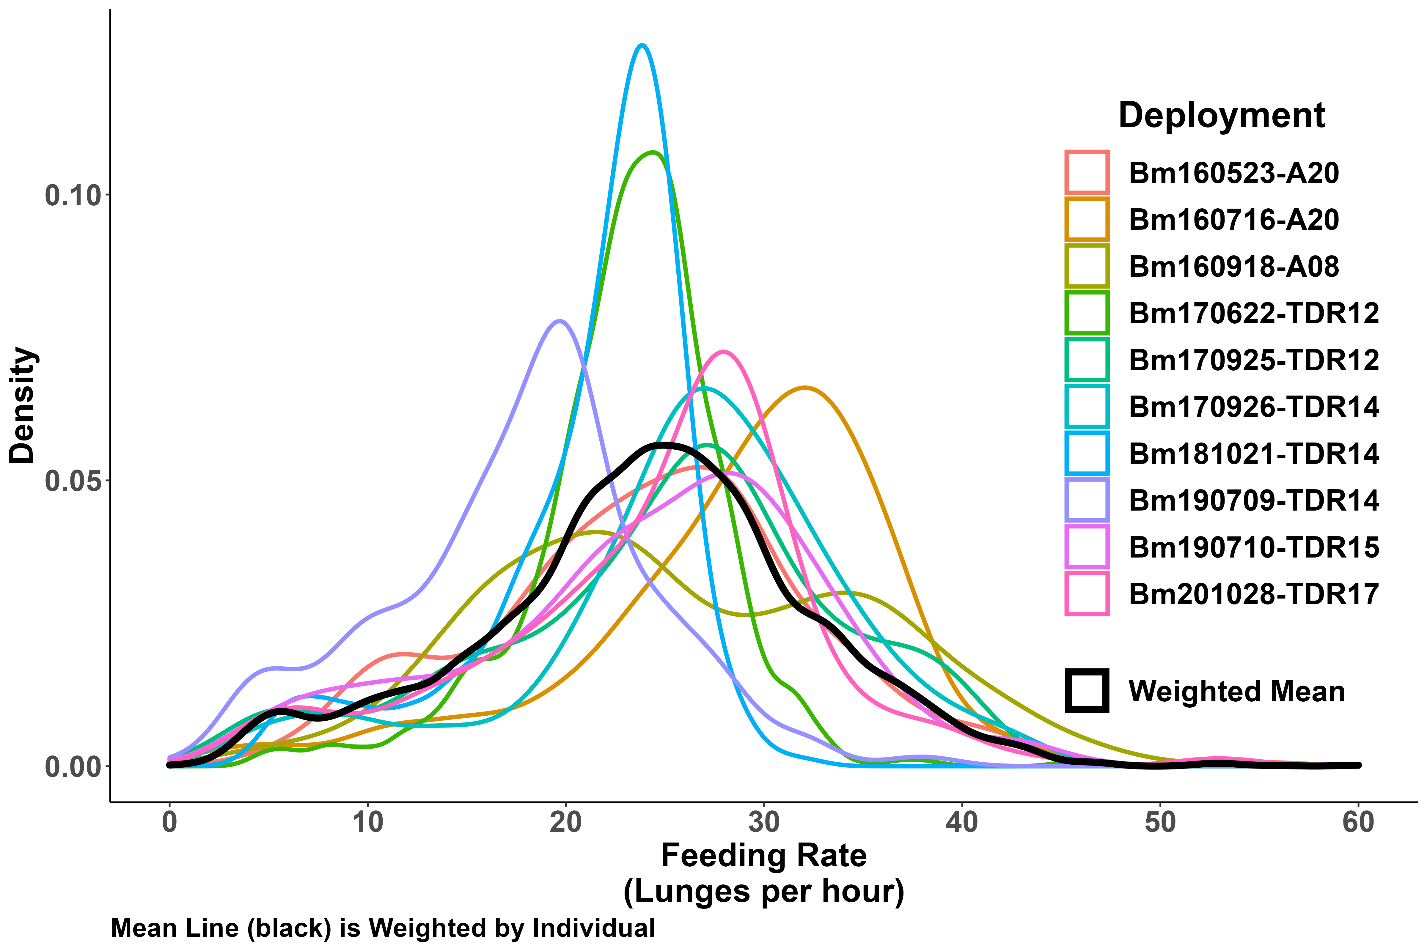 Deployment
Bm160523-A20
Bm160716-A20
Bm160918-A08
Bm170622-TDR12
Bm170925-TDR12
Bm170926-TDR14
Bm181021-TDR14
Bm190709-TDR14
Bm190710-TDR15
Bm201028-TDR17
Weighted Mean
Density
0.10
0.05
0.00
0 10 20 30 40 50 60
Feeding Rate
(Lunges per hour)
Mean Line (black) is Weighted by Individual